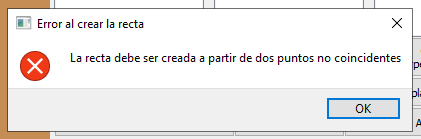 Error al crear la recta
La recta debe ser creada a partir de dos puntos no coincidentes
OK